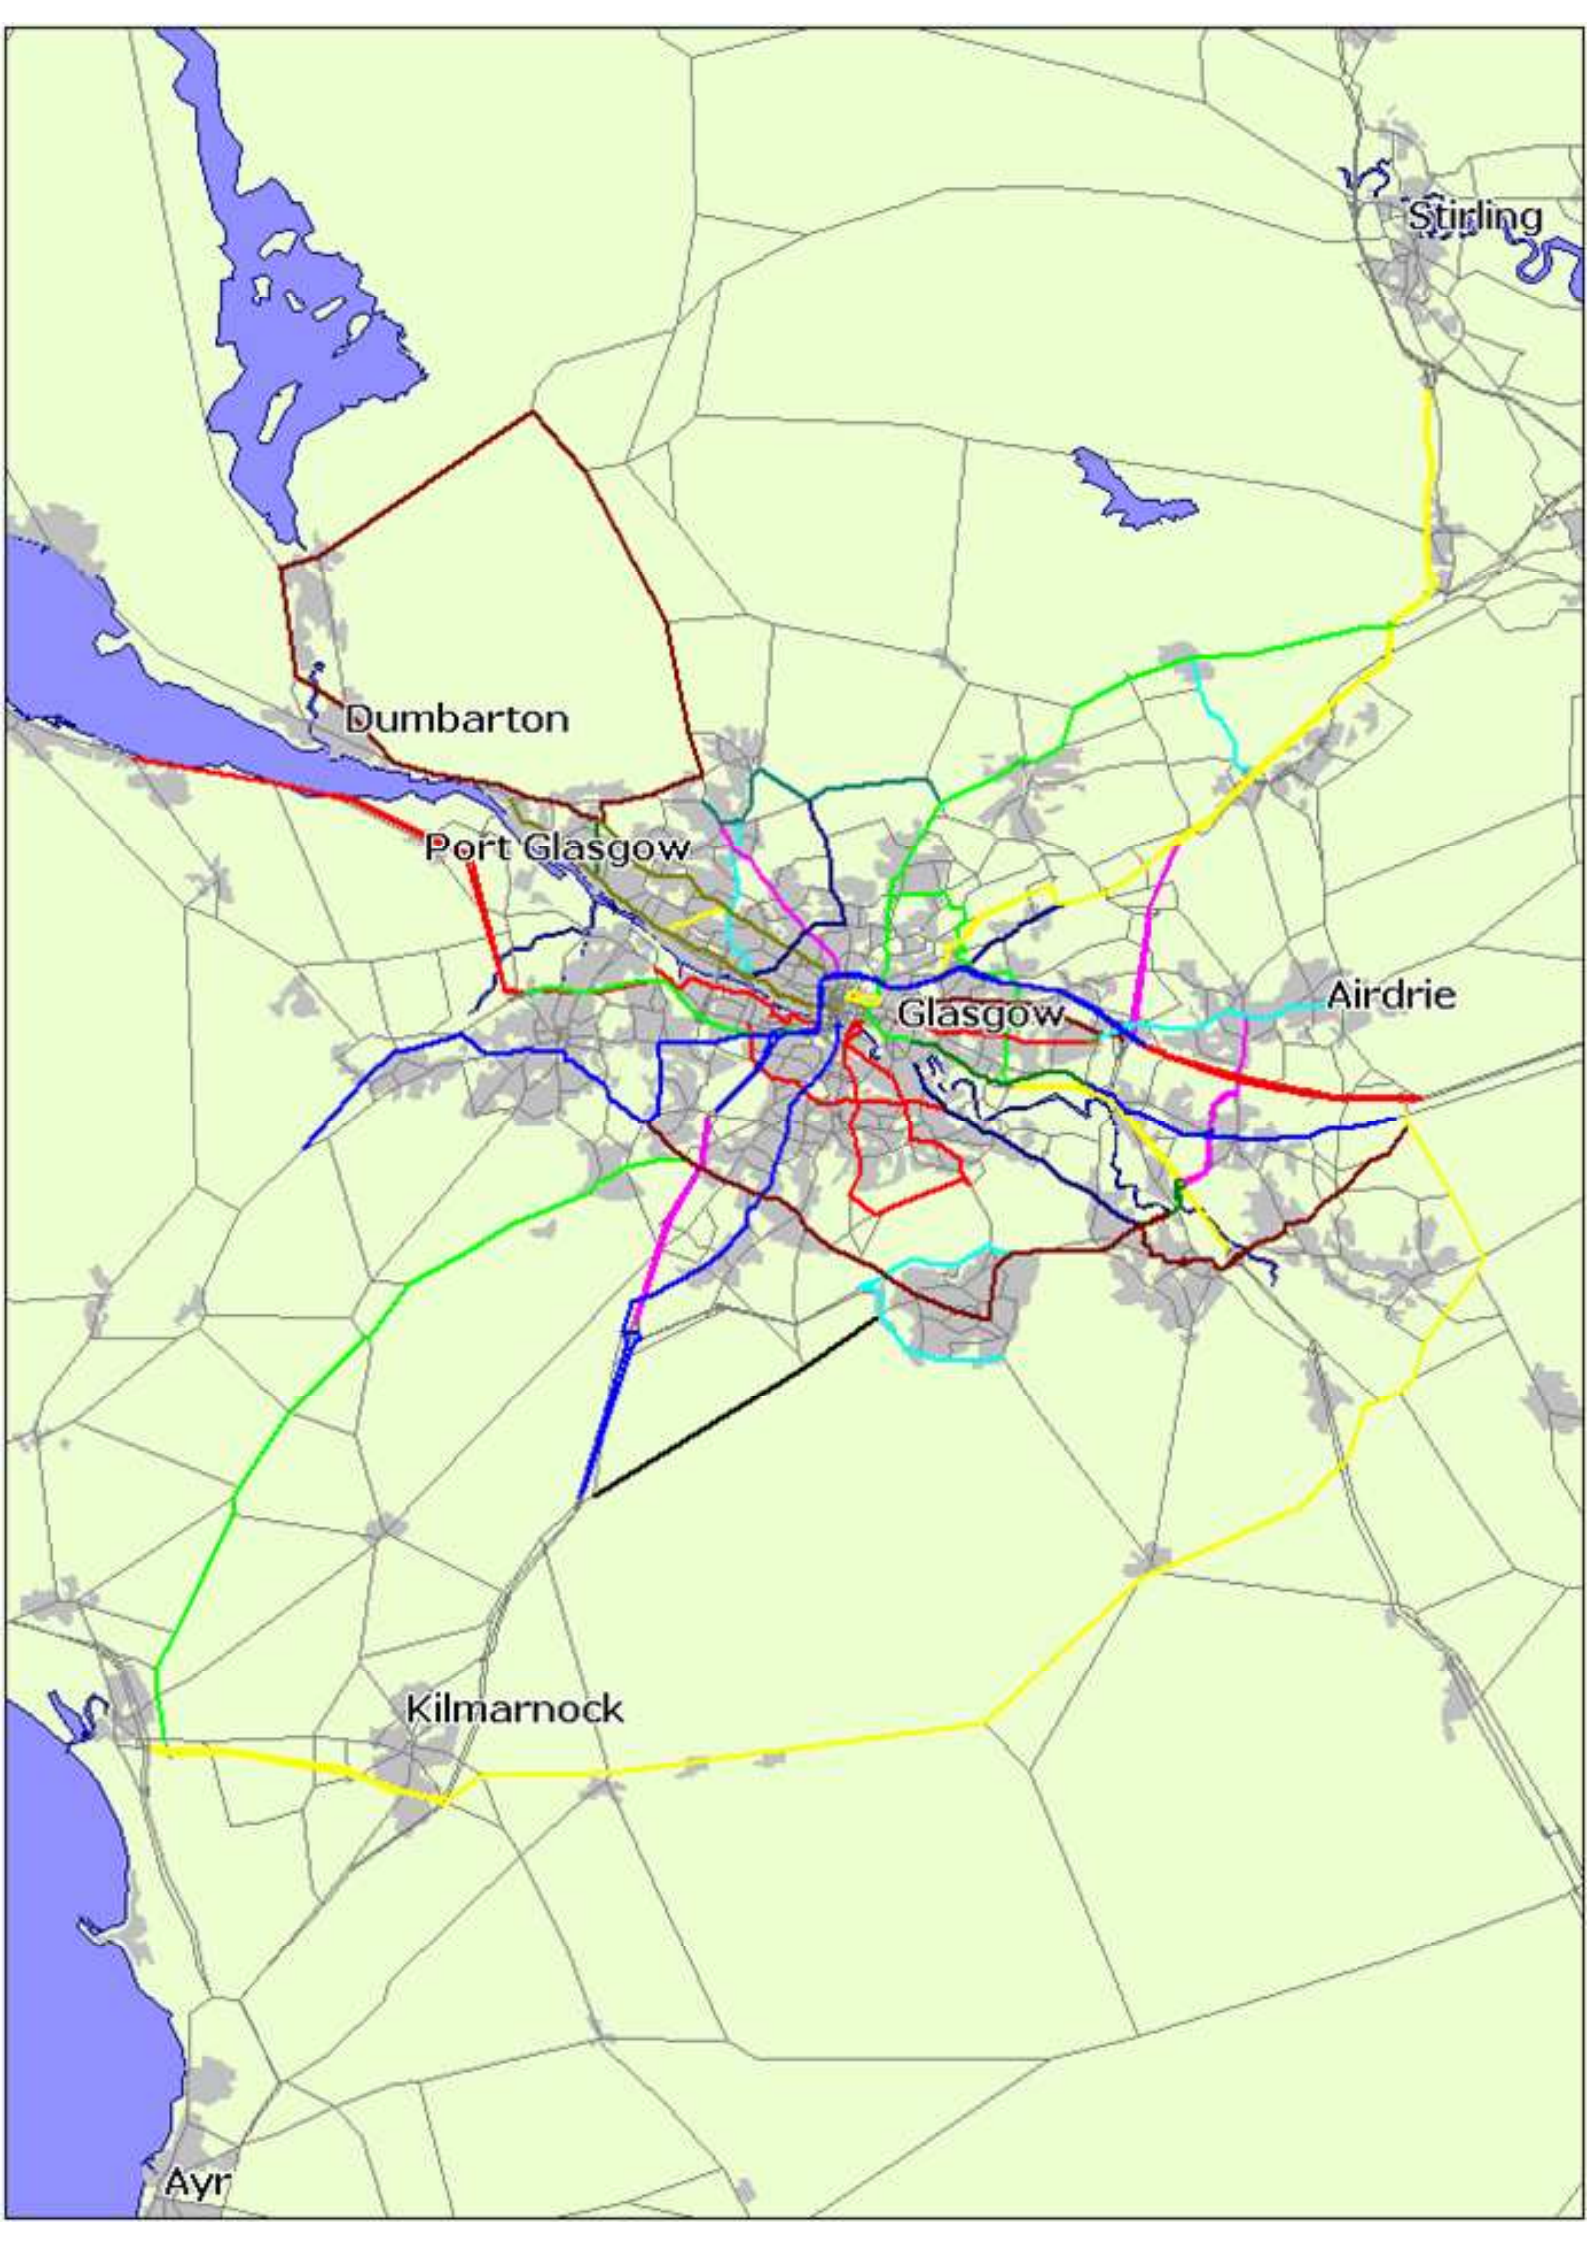 Stirling
Dumbarton
Port Glasgow
Airdrie
Glasgow
Kilmarnock
Ayr